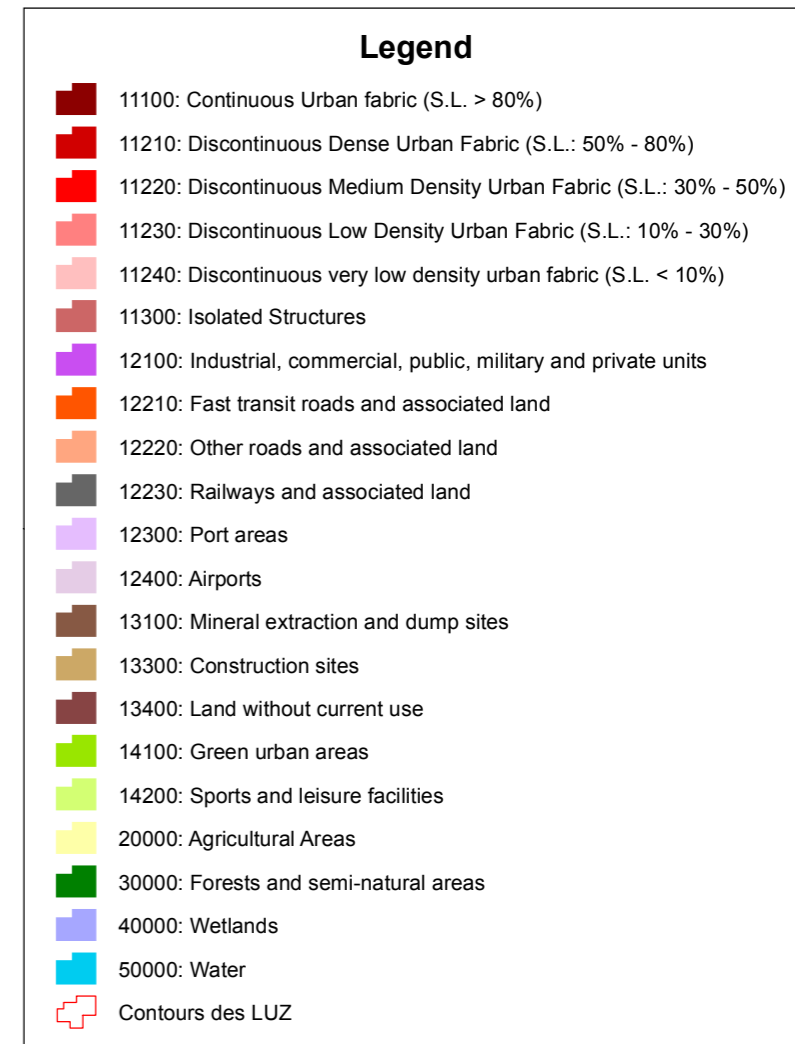 Legend
11100: Continuous Urban fabric (S.L. > 80%)
11210: Discontinuous Dense Urban Fabric (S.L.: 50% - 80%)
11220: Discontinuous Medium Density Urban Fabric (S.L.: 30% - 50%)
11230: Discontinuous Low Density Urban Fabric (S.L.: 10% - 30%)
11240: Discontinuous very low density urban fabric (S.L. < 10%)
11300: Isolated Structures
12100: Industrial, commercial, public, military and private units
12210: Fast transit roads and associated land
12220: Other roads and associated land
12230: Railways and associated land
12300: Port areas
12400: Airports
13100: Mineral extraction and dump sites
13300: Construction sites
13400: Land without current use
14100: Green urban areas
14200: Sports and leisure facilities
20000: Agricultural Areas
30000: Forests and semi-natural areas
40000: Wetlands
50000: Water
Contours des LUZ